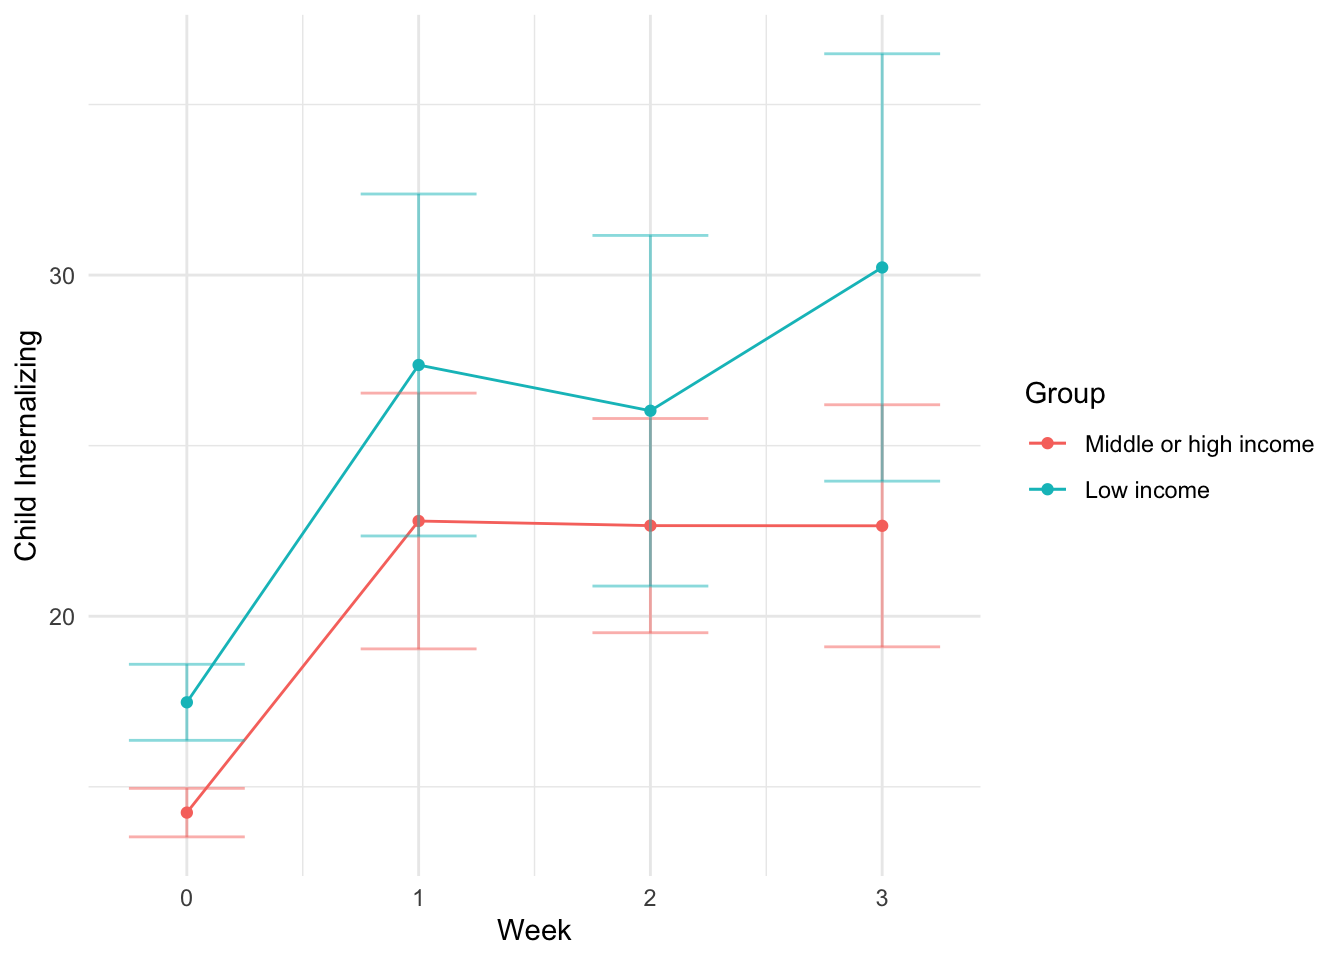 30
20
Child Internalizing
0 1 2 3
Week
Group
Middle or high income
Low income